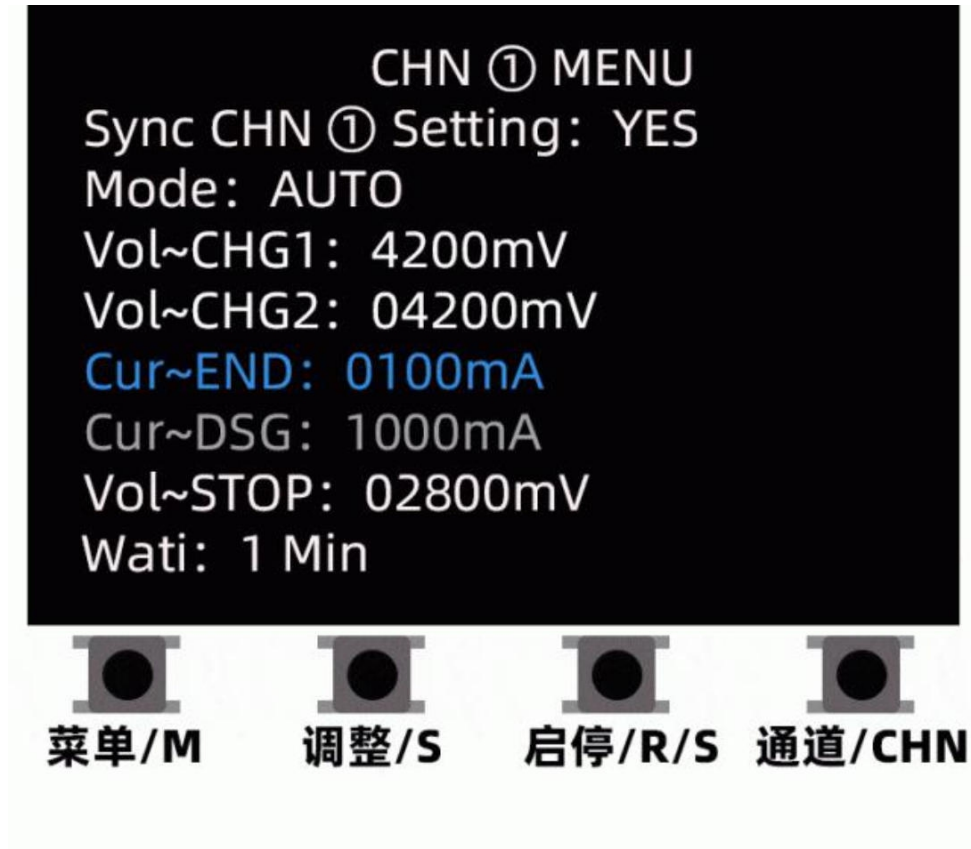 CHN ① MENU
Sync CHN ① Setting：YES
Mode：AUTO
Vol~CHG1：4200mV
Vol~CHG2：04200mV
Cur~END：0100mA
Cur~DSG：1000mA
Vol~STOP：02800mV
Wati：1 Min
菜单/M 调整/S 启停/R/S 通道/CHN